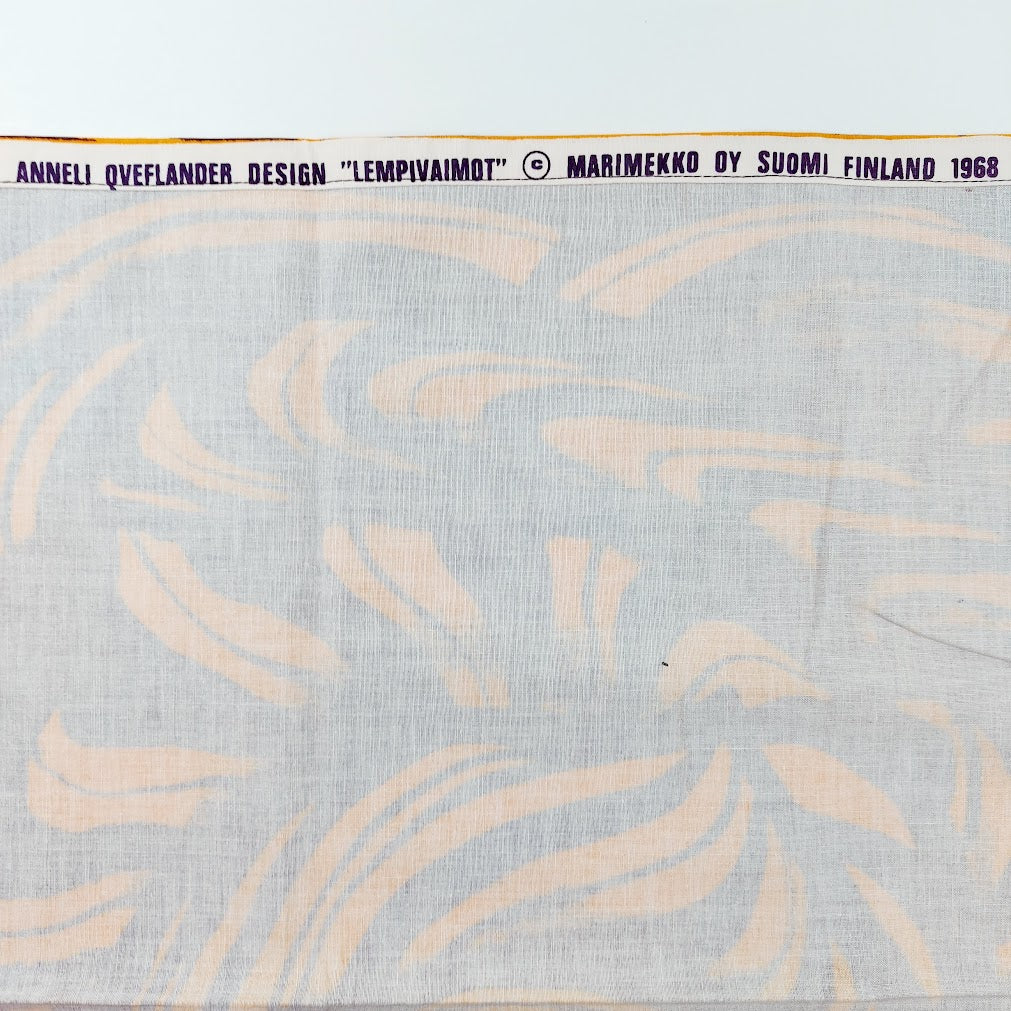 ANNELI QVEFLANDER DESIGN "LEMPIVAIMOT" © MARIMEKKO OY SUOMI FINLAND 1968